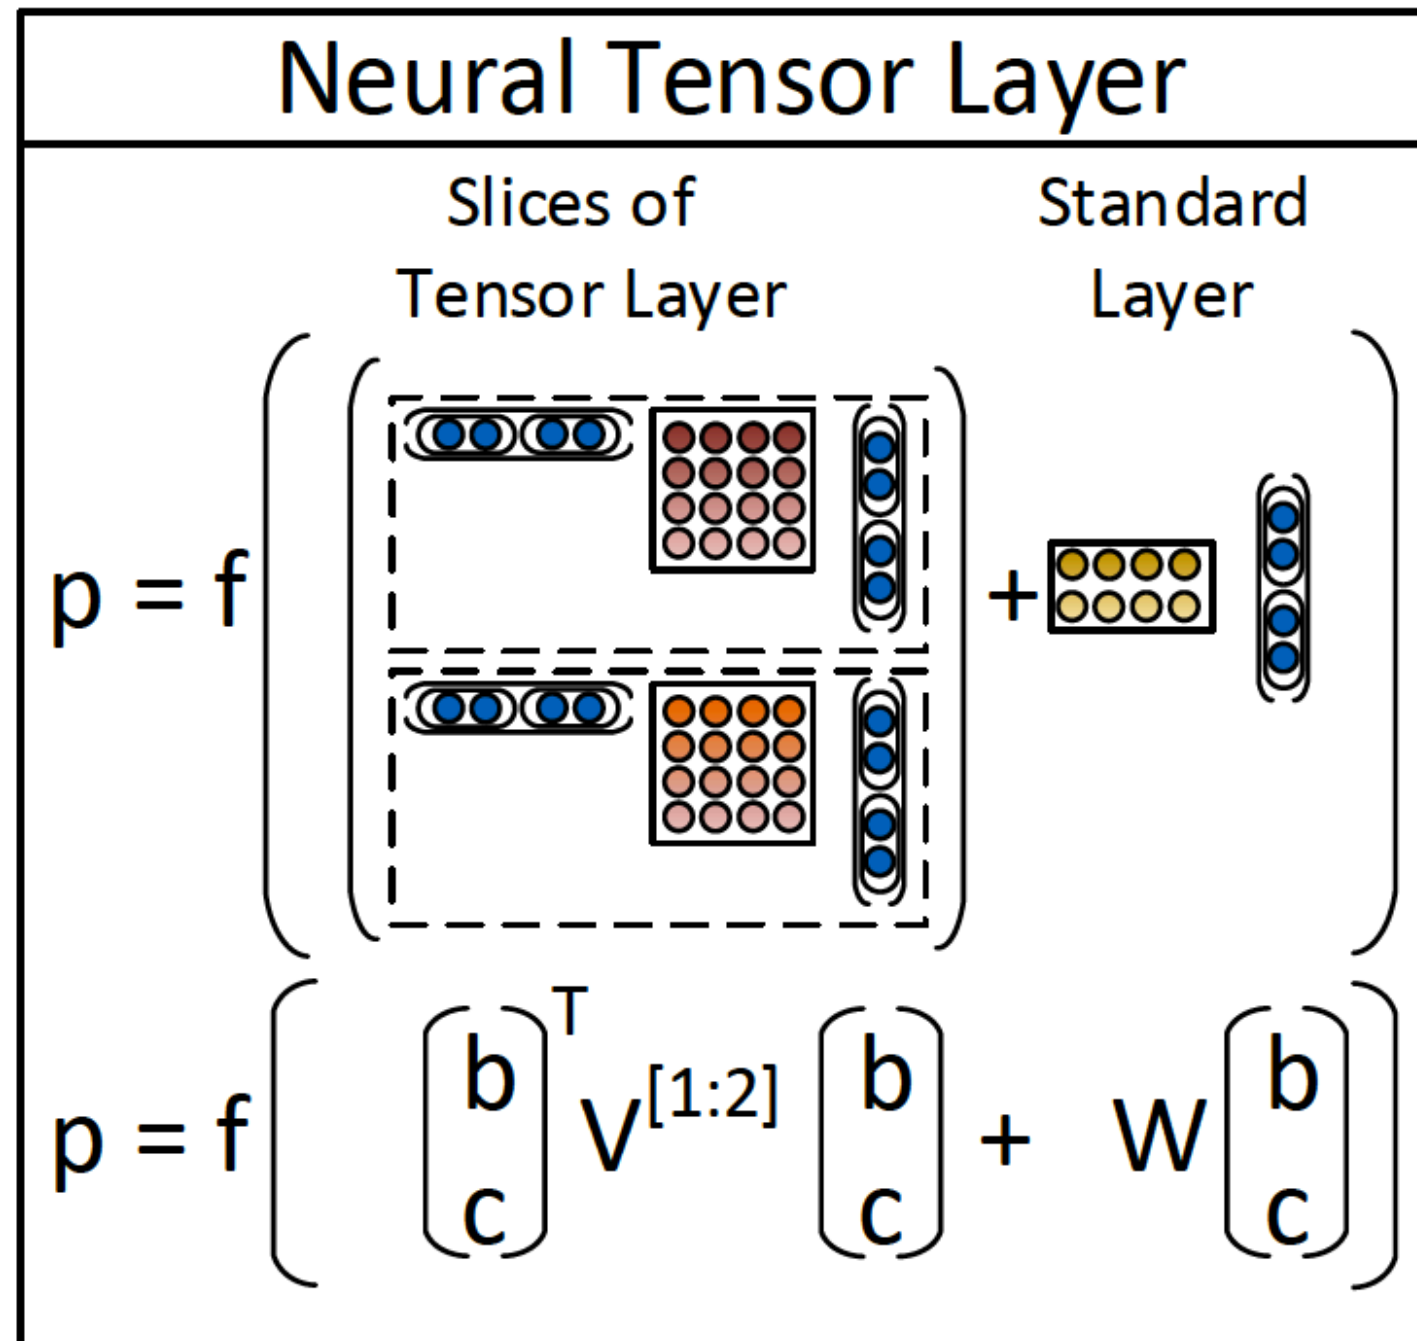 Neural Tensor Layer
Slices of
Tensor Layer
Standard
Layer
p = f
+
p = f
b
c
T
V[1:2]
b
c
+
W
b
c